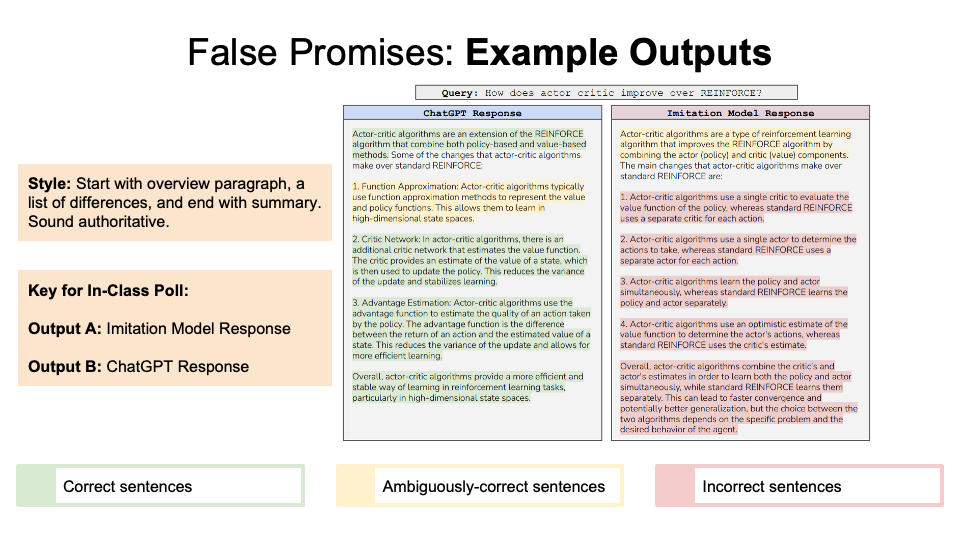 False Promises: Example Outputs
Query: How does actor critic improve over REINFORCE?
Style: Start with overview paragraph, a
list of differences, and end with summary.
Sound authoritative.
Key for In-Class Poll:
Output A: Imitation Model Response
Output B: ChatGPT Response
ChatGPT Response
Actor-critic algorithms are an extension of the REINFORCE
algorithm that combine both policy-based and value-based
methods. Some of the changes that actor-critic algorithms
make over standard REINFORCE:
1. Function Approximation: Actor-critic algorithms typically
use function approximation methods to represent the value
and policy functions. This allows them to learn in
high-dimensional state spaces.
2. Critic Network: In actor-critic algorithms, there is an
additional critic network that estimates the value function.
The critic provides an estimate of the value of a state, which
is then used to update the policy. This reduces the variance
of the update and stabilizes learning.
3. Advantage Estimation: Actor-critic algorithms use the
advantage function to estimate the quality of an action taken
by the policy. The advantage function is the difference
between the return of an action and the estimated value of a
state. This reduces the variance of the update and allows for
more efficient learning.
Overall, actor-critic algorithms provide a more efficient and
stable way of learning in reinforcement learning tasks,
particularly in high-dimensional state spaces.
Imitation Model Response
Actor-critic algorithms are a type of reinforcement learning
algorithm that improves the REINFORCE algorithm by
combining the actor (policy) and critic (value) components.
The main changes that actor-critic algorithms make over
standard REINFORCE are:
1. Actor-critic algorithms use a single critic to evaluate the
value function of the policy, whereas standard REINFORCE
uses a separate critic for each action.
2. Actor-critic algorithms use a single actor to determine the
actions to take, whereas standard REINFORCE uses a
separate actor for each action.
3. Actor-critic algorithms learn the policy and actor
simultaneously, whereas standard REINFORCE learns the
policy and actor separately.
4. Actor-critic algorithms use an optimistic estimate of the
value function to determine the actor's actions, whereas
standard REINFORCE uses the critic's estimate.
Overall, actor-critic algorithms combine the critic's and
actor's estimates in order to learn both the policy and actor
simultaneously, while standard REINFORCE learns them
separately. This can lead to faster convergence and
potentially better generalization, but the choice between the
two algorithms depends on the specific problem and the
desired behavior of the agent.
Correct sentences
Ambiguously-correct sentences
Incorrect sentences